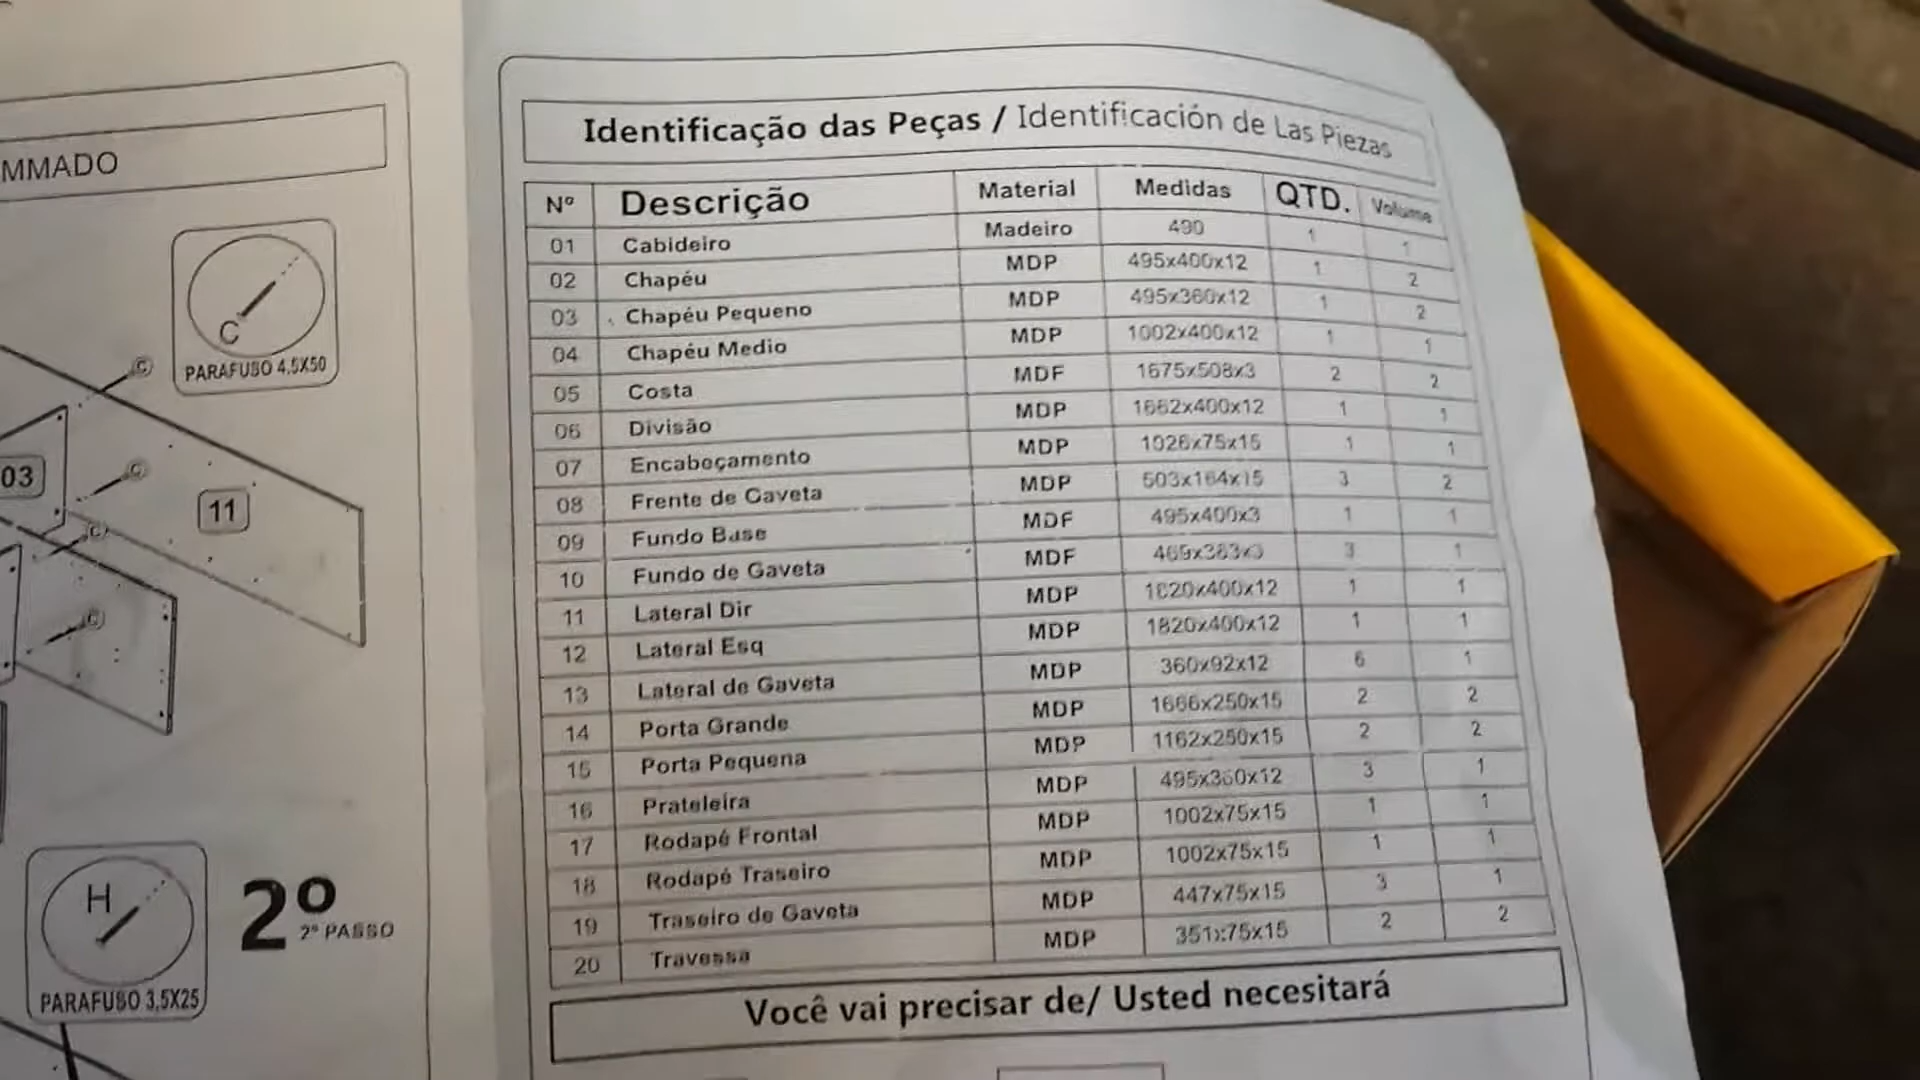 MMADO
C
PARAFUSO 4,5X50
C
03
C
11
C
C
H
PARAFUSO 3,5X25
2º
2º PASSO
Identificação das Peças / Identificación de Las Piezas
Nº Descrição Material Medidas QTD. Volume
01 Cabideiro Madeiro 490 1 1
02 Chapéu MDP 495x400x12 1 2
03 Chapéu Pequeno MDP 495x360x12 1 2
04 Chapéu Medio MDP 1002x400x12 1 1
05 Costa MDF 1675x508x3 2 2
06 Divisão MDP 1662x400x12 1 1
07 Encabeçamento MDP 1026x75x15 1 1
08 Frente de Gaveta MDP 503x164x15 3 2
09 Fundo Base MDF 495x400x3 1 1
10 Fundo de Gaveta MDF 469x363x3 3 1
11 Lateral Dir MDP 1820x400x12 1 1
12 Lateral Esq MDP 1820x400x12 1 1
13 Lateral de Gaveta MDP 360x92x12 6 1
14 Porta Grande MDP 1666x250x15 2 2
15 Porta Pequena MDP 1162x250x15 2 2
16 Prateleira MDP 495x360x12 3 1
17 Rodapé Frontal MDP 1002x75x15 1 1
18 Rodapé Traseiro MDP 1002x75x15 1 1
19 Traseiro de Gaveta MDP 447x75x15 3 1
20 Travessa MDP 351x75x15 2 2
Você vai precisar de/ Usted necesitará